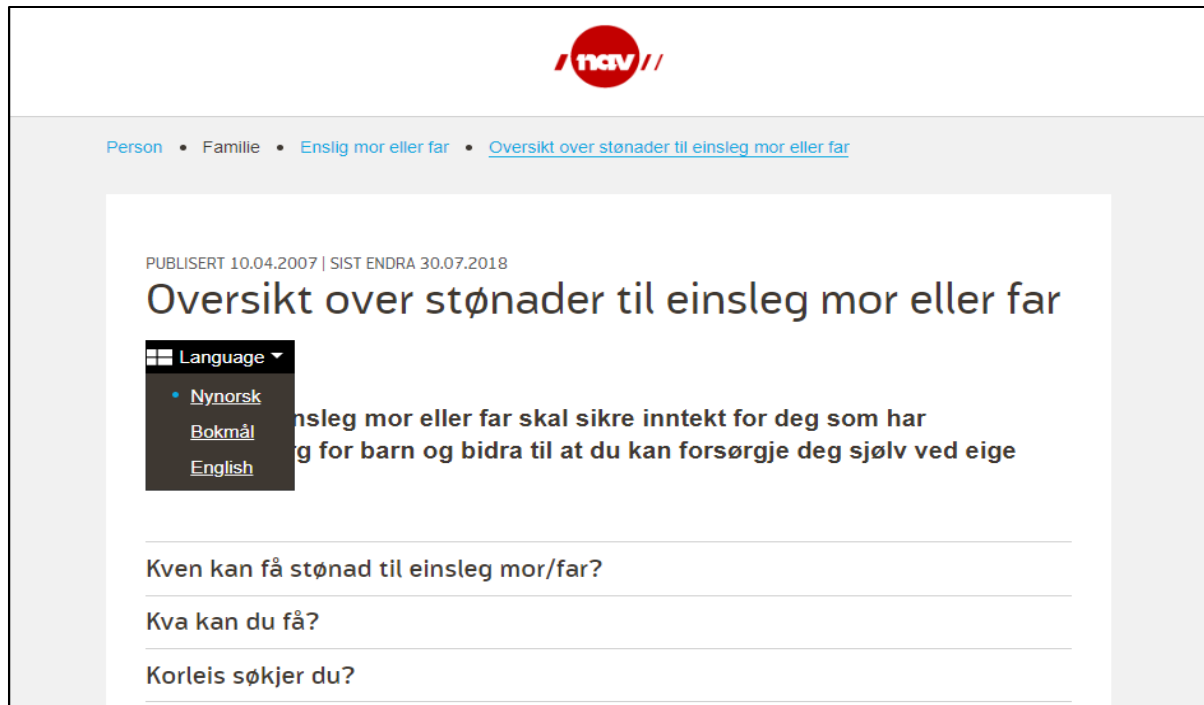 nav
Person • Familie • Enslig mor eller far • Oversikt over stønader til einsleg mor eller far
PUBLISERT 10.04.2007 | SIST ENDRA 30.07.2018
Oversikt over stønader til einsleg mor eller far
Language
• Nynorsk
Bokmål
English
mor eller far skal sikre inntekt for deg som har
for barn og bidra til at du kan forsørgje deg sjølv ved eige
Kven kan få stønad til einsleg mor/far?
Kva kan du få?
Korleis søkjer du?